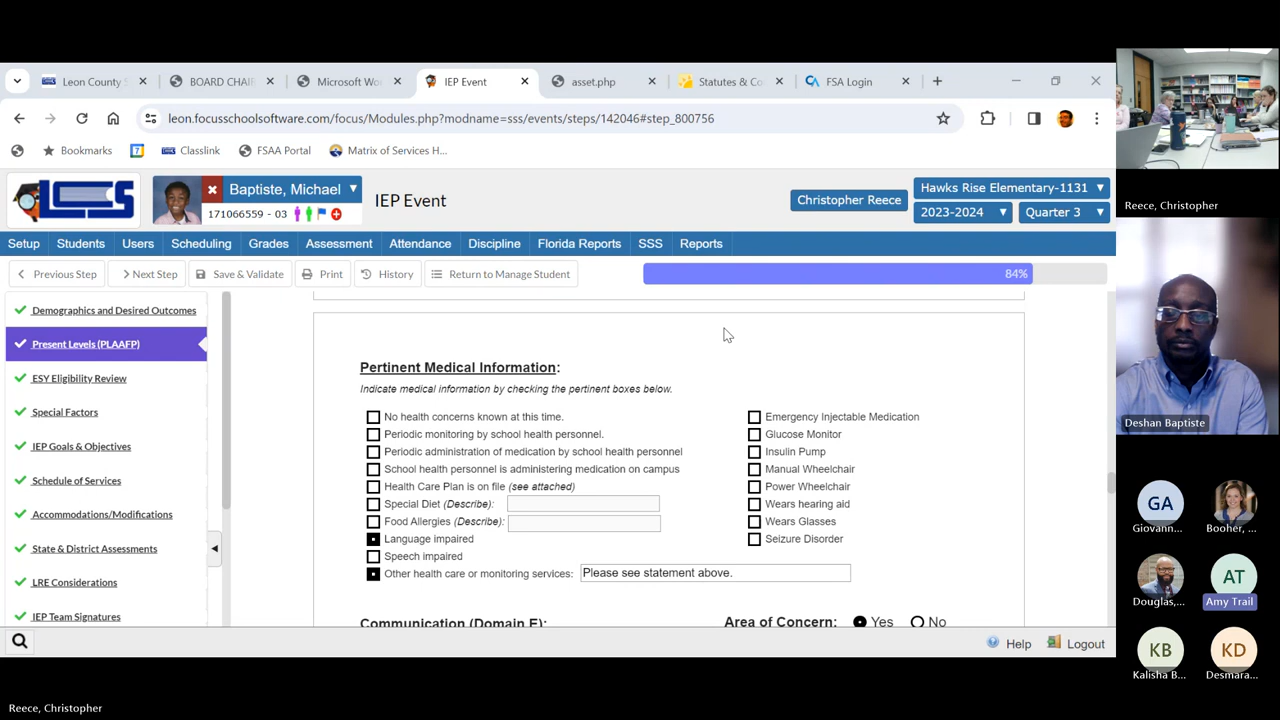 Leon County S
BOARD CHAIR
Microsoft Wo
IEP Event
asset.php
Statutes & Co
FSA Login
leon.focusschoolsoftware.com/focus/Modules.php?modname=sss/events/steps/142046#step_800756
Bookmarks
7
Classlink
FSAA Portal
Matrix of Services H...
LCS
Baptiste, Michael
171066559 - 03
IEP Event
Christopher Reece
Hawks Rise Elementary-1131
2023-2024
Quarter 3
Setup Students Users Scheduling Grades Assessment Attendance Discipline Florida Reports SSS Reports
Previous Step Next Step Save & Validate Print History Return to Manage Student 84%
Demographics and Desired Outcomes
Present Levels (PLAAFP)
ESY Eligibility Review
Special Factors
IEP Goals & Objectives
Schedule of Services
Accommodations/Modifications
State & District Assessments
LRE Considerations
IEP Team Signatures
Pertinent Medical Information:
Indicate medical information by checking the pertinent boxes below.
No health concerns known at this time.
Periodic monitoring by school health personnel.
Periodic administration of medication by school health personnel
School health personnel is administering medication on campus
Health Care Plan is on file (see attached)
Special Diet (Describe):
Food Allergies (Describe):
Language impaired
Speech impaired
Other health care or monitoring services: Please see statement above.
Emergency Injectable Medication
Glucose Monitor
Insulin Pump
Manual Wheelchair
Power Wheelchair
Wears hearing aid
Wears Glasses
Seizure Disorder
Communication (Domain E):
Area of Concern: Yes No
Help
Logout
Reece, Christopher
Reece, Christopher
Deshan Baptiste
GA
Giovann...
Booher, ...
Douglas,...
AT
Amy Trail
KB
Kalisha B...
KD
Desmara...